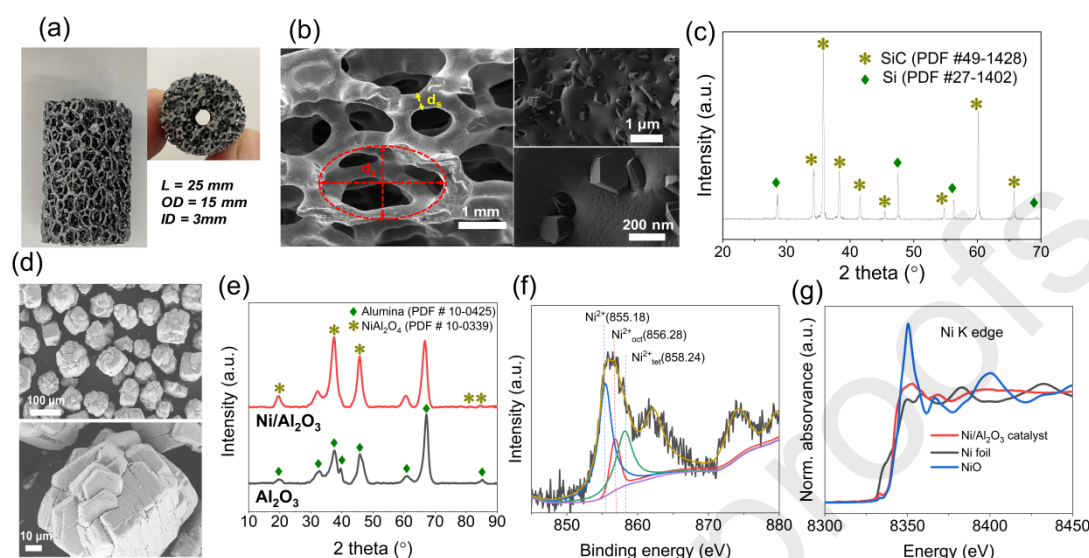 (a)
L = 25 mm
OD = 15 mm
ID = 3mm
(b)
ds
dc
1 mm
1 µm
200 nm
(c)
Intensity (a.u.)
SiC (PDF #49-1428)
Si (PDF #27-1402)
20 30 40 50 60 70
2 theta (°)
(d)
100 µm
10 µm
(e)
Intensity (a.u.)
Alumina (PDF # 10-0425)
NiAl2O4 (PDF # 10-0339)
Ni/Al2O3
Al2O3
10 20 30 40 50 60 70 80 90
2 theta (°)
(f)
Intensity (a.u.)
Ni2+(855.18)
Ni2+oct(856.28)
Ni2+tet(858.24)
850 860 870 880
Binding energy (eV)
(g)
Norm. absorbance (a.u.)
Ni K edge
Ni/Al2O3 catalyst
Ni foil
NiO
8300 8350 8400 8450
Energy (eV)
proofs